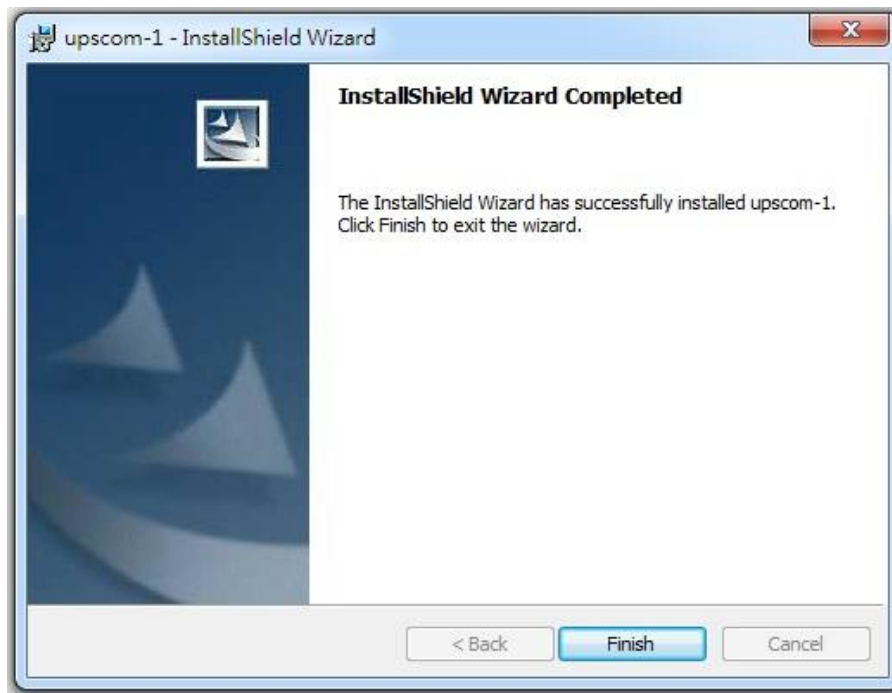 upscom-1 - InstallShield Wizard
InstallShield Wizard Completed
The InstallShield Wizard has successfully installed upscom-1.
Click Finish to exit the wizard.
< Back
Finish
Cancel